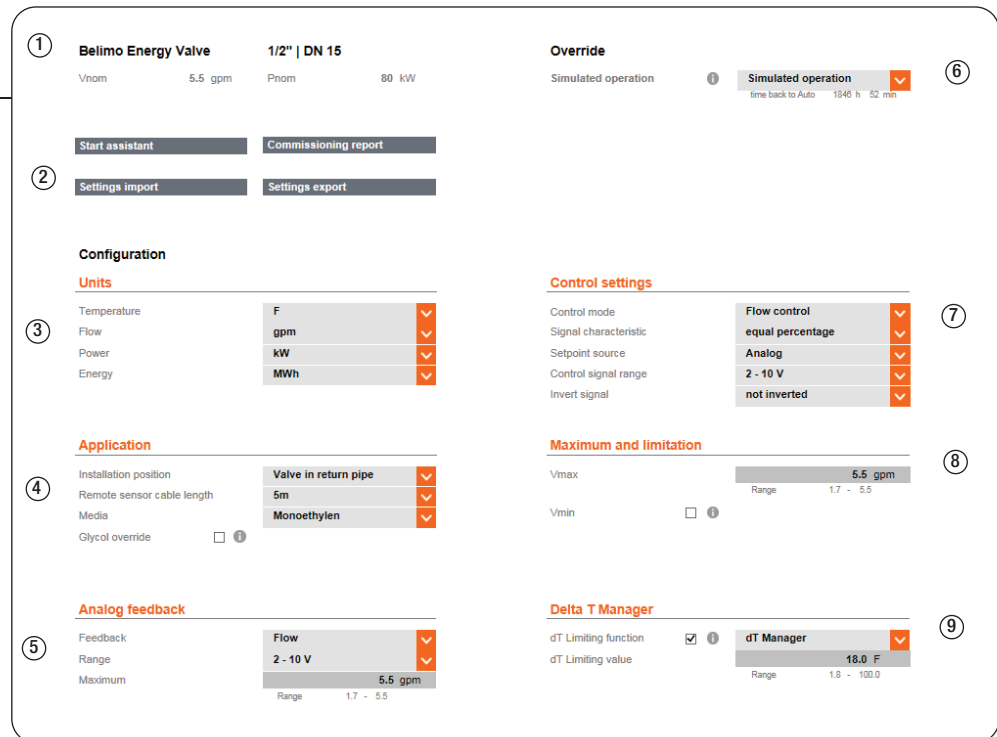 1
Belimo Energy Valve 1/2" | DN 15
Vnom 5.5 gpm Pnom 80 kW
Override
Simulated operation Simulated operation
time back to Auto 1846 h 52 min
6
2
Start assistant Commissioning report
Settings import Settings export
Configuration
Units
3
Temperature F
Flow gpm
Power kW
Energy MWh
Control settings
7
Control mode Flow control
Signal characteristic equal percentage
Setpoint source Analog
Control signal range 2 - 10 V
Invert signal not inverted
Application
4
Installation position Valve in return pipe
Remote sensor cable length 5m
Media Monoethylen
Glycol override
Maximum and limitation
8
Vmax 5.5 gpm
Range 1.7 - 5.5
Vmin
Analog feedback
5
Feedback Flow
Range 2 - 10 V
Maximum 5.5 gpm
Range 1.7 - 5.5
Delta T Manager
9
dT Limiting function dT Manager
dT Limiting value 18.0 F
Range 1.8 - 100.0